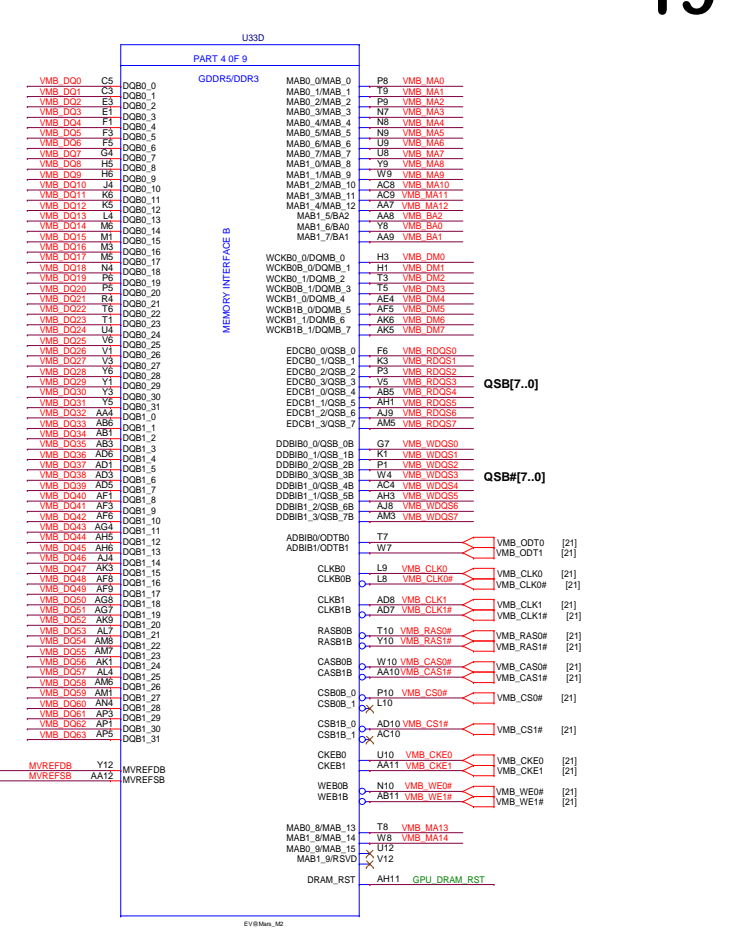 U33D
PART 4 0F 9
GDDR5/DDR3
MEMORY INTERFACE B
VMB_DQ0 C5 DQB0_0
VMB_DQ1 C3 DQB0_1
VMB_DQ2 E3 DQB0_2
VMB_DQ3 E1 DQB0_3
VMB_DQ4 F1 DQB0_4
VMB_DQ5 F3 DQB0_5
VMB_DQ6 F5 DQB0_6
VMB_DQ7 G4 DQB0_7
VMB_DQ8 H5 DQB0_8
VMB_DQ9 H6 DQB0_9
VMB_DQ10 J4 DQB0_10
VMB_DQ11 K6 DQB0_11
VMB_DQ12 K5 DQB0_12
VMB_DQ13 L4 DQB0_13
VMB_DQ14 M6 DQB0_14
VMB_DQ15 M1 DQB0_15
VMB_DQ16 M3 DQB0_16
VMB_DQ17 M5 DQB0_17
VMB_DQ18 N4 DQB0_18
VMB_DQ19 P6 DQB0_19
VMB_DQ20 P5 DQB0_20
VMB_DQ21 R4 DQB0_21
VMB_DQ22 T6 DQB0_22
VMB_DQ23 T1 DQB0_23
VMB_DQ24 U4 DQB0_24
VMB_DQ25 V6 DQB0_25
VMB_DQ26 V1 DQB0_26
VMB_DQ27 V3 DQB0_27
VMB_DQ28 Y6 DQB0_28
VMB_DQ29 Y1 DQB0_29
VMB_DQ30 Y3 DQB0_30
VMB_DQ31 Y5 DQB0_31
VMB_DQ32 AA4 DQB1_0
VMB_DQ33 AB6 DQB1_1
VMB_DQ34 AB1 DQB1_2
VMB_DQ35 AB3 DQB1_3
VMB_DQ36 AD6 DQB1_4
VMB_DQ37 AD1 DQB1_5
VMB_DQ38 AD3 DQB1_6
VMB_DQ39 AD5 DQB1_7
VMB_DQ40 AF1 DQB1_8
VMB_DQ41 AF3 DQB1_9
VMB_DQ42 AF6 DQB1_10
VMB_DQ43 AG4 DQB1_11
VMB_DQ44 AH5 DQB1_12
VMB_DQ45 AH6 DQB1_13
VMB_DQ46 AJ4 DQB1_14
VMB_DQ47 AK3 DQB1_15
VMB_DQ48 AF8 DQB1_16
VMB_DQ49 AF9 DQB1_17
VMB_DQ50 AG8 DQB1_18
VMB_DQ51 AG7 DQB1_19
VMB_DQ52 AK9 DQB1_20
VMB_DQ53 AL7 DQB1_21
VMB_DQ54 AM8 DQB1_22
VMB_DQ55 AM7 DQB1_23
VMB_DQ56 AK1 DQB1_24
VMB_DQ57 AL4 DQB1_25
VMB_DQ58 AM6 DQB1_26
VMB_DQ59 AM1 DQB1_27
VMB_DQ60 AN4 DQB1_28
VMB_DQ61 AP3 DQB1_29
VMB_DQ62 AP1 DQB1_30
VMB_DQ63 AP5 DQB1_31
MVREFDB Y12 MVREFDB
MVREFSB AA12 MVREFSB
MAB0_0/MAB_0 P8 VMB_MA0
MAB0_1/MAB_1 T9 VMB_MA1
MAB0_2/MAB_2 P9 VMB_MA2
MAB0_3/MAB_3 N7 VMB_MA3
MAB0_4/MAB_4 N8 VMB_MA4
MAB0_5/MAB_5 N9 VMB_MA5
MAB0_6/MAB_6 U9 VMB_MA6
MAB0_7/MAB_7 U8 VMB_MA7
MAB1_0/MAB_8 Y9 VMB_MA8
MAB1_1/MAB_9 W9 VMB_MA9
MAB1_2/MAB_10 AC8 VMB_MA10
MAB1_3/MAB_11 AC9 VMB_MA11
MAB1_4/MAB_12 AA7 VMB_MA12
MAB1_5/BA2 AA8 VMB_BA2
MAB1_6/BA0 Y8 VMB_BA0
MAB1_7/BA1 AA9 VMB_BA1
WCKB0_0/DQMB_0 H3 VMB_DM0
WCKB0B_0/DQMB_1 H1 VMB_DM1
WCKB0_1/DQMB_2 T3 VMB_DM2
WCKB0B_1/DQMB_3 T5 VMB_DM3
WCKB1_0/DQMB_4 AE4 VMB_DM4
WCKB1B_0/DQMB_5 AF5 VMB_DM5
WCKB1_1/DQMB_6 AK6 VMB_DM6
WCKB1B_1/DQMB_7 AK5 VMB_DM7
EDCB0_0/QSB_0 F6 VMB_RDQS0
EDCB0_1/QSB_1 K3 VMB_RDQS1
EDCB0_2/QSB_2 P3 VMB_RDQS2
EDCB0_3/QSB_3 V5 VMB_RDQS3
EDCB1_0/QSB_4 AB5 VMB_RDQS4
EDCB1_1/QSB_5 AH1 VMB_RDQS5
EDCB1_2/QSB_6 AJ9 VMB_RDQS6
EDCB1_3/QSB_7 AM5 VMB_RDQS7
QSB[7..0]
DDBIB0_0/QSB_0B G7 VMB_WDQS0
DDBIB0_1/QSB_1B K1 VMB_WDQS1
DDBIB0_2/QSB_2B P1 VMB_WDQS2
DDBIB0_3/QSB_3B W4 VMB_WDQS3
DDBIB1_0/QSB_4B AC4 VMB_WDQS4
DDBIB1_1/QSB_5B AH3 VMB_WDQS5
DDBIB1_2/QSB_6B AJ8 VMB_WDQS6
DDBIB1_3/QSB_7B AM3 VMB_WDQS7
QSB#[7..0]
ADBIB0/ODTB0 T7 VMB_ODT0 [21]
ADBIB1/ODTB1 W7 VMB_ODT1 [21]
CLKB0 L9 VMB_CLK0 VMB_CLK0 [21]
CLKB0B L8 VMB_CLK0# VMB_CLK0# [21]
CLKB1 AD8 VMB_CLK1 VMB_CLK1 [21]
CLKB1B AD7 VMB_CLK1# VMB_CLK1# [21]
RASB0B T10 VMB_RAS0# VMB_RAS0# [21]
RASB1B Y10 VMB_RAS1# VMB_RAS1# [21]
CASB0B W10 VMB_CAS0# VMB_CAS0# [21]
CASB1B AA10 VMB_CAS1# VMB_CAS1# [21]
CSB0B_0 P10 VMB_CS0# VMB_CS0# [21]
CSB0B_1 L10
CSB1B_0 AD10 VMB_CS1# VMB_CS1# [21]
CSB1B_1 AC10
CKEB0 U10 VMB_CKE0 VMB_CKE0 [21]
CKEB1 AA11 VMB_CKE1 VMB_CKE1 [21]
WEB0B N10 VMB_WE0# VMB_WE0# [21]
WEB1B AB11 VMB_WE1# VMB_WE1# [21]
MAB0_8/MAB_13 T8 VMB_MA13
MAB1_8/MAB_14 W8 VMB_MA14
MAB0_9/MAB_15 U12
MAB1_9/RSVD V12
DRAM_RST AH11 GPU_DRAM_RST
EV@Mars_M2